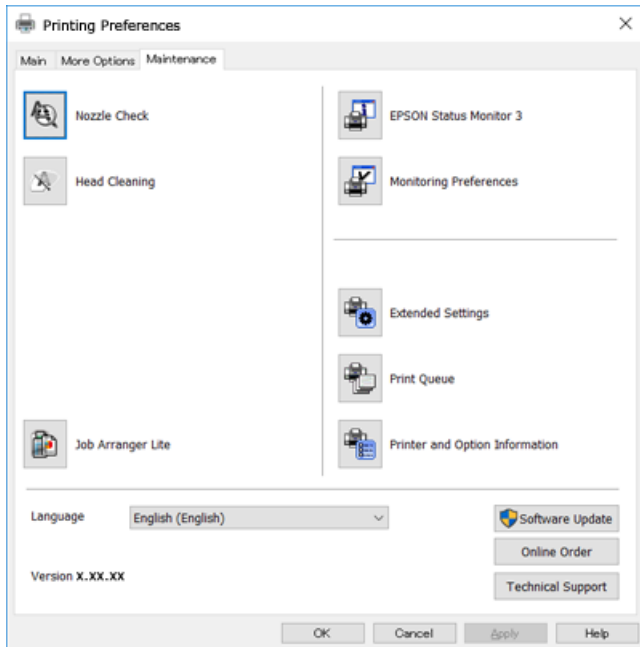 Printing Preferences
Main
More Options
Maintenance
Nozzle Check
EPSON Status Monitor 3
Head Cleaning
Monitoring Preferences
Extended Settings
Print Queue
Job Arranger Lite
Printer and Option Information
Language
English (English)
Software Update
Online Order
Version X.XX.XX
Technical Support
OK
Cancel
Apply
Help